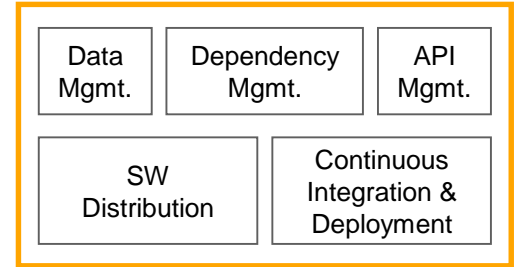 Data
Mgmt.
Dependency
Mgmt.
API
Mgmt.
SW
Distribution
Continuous
Integration &
Deployment